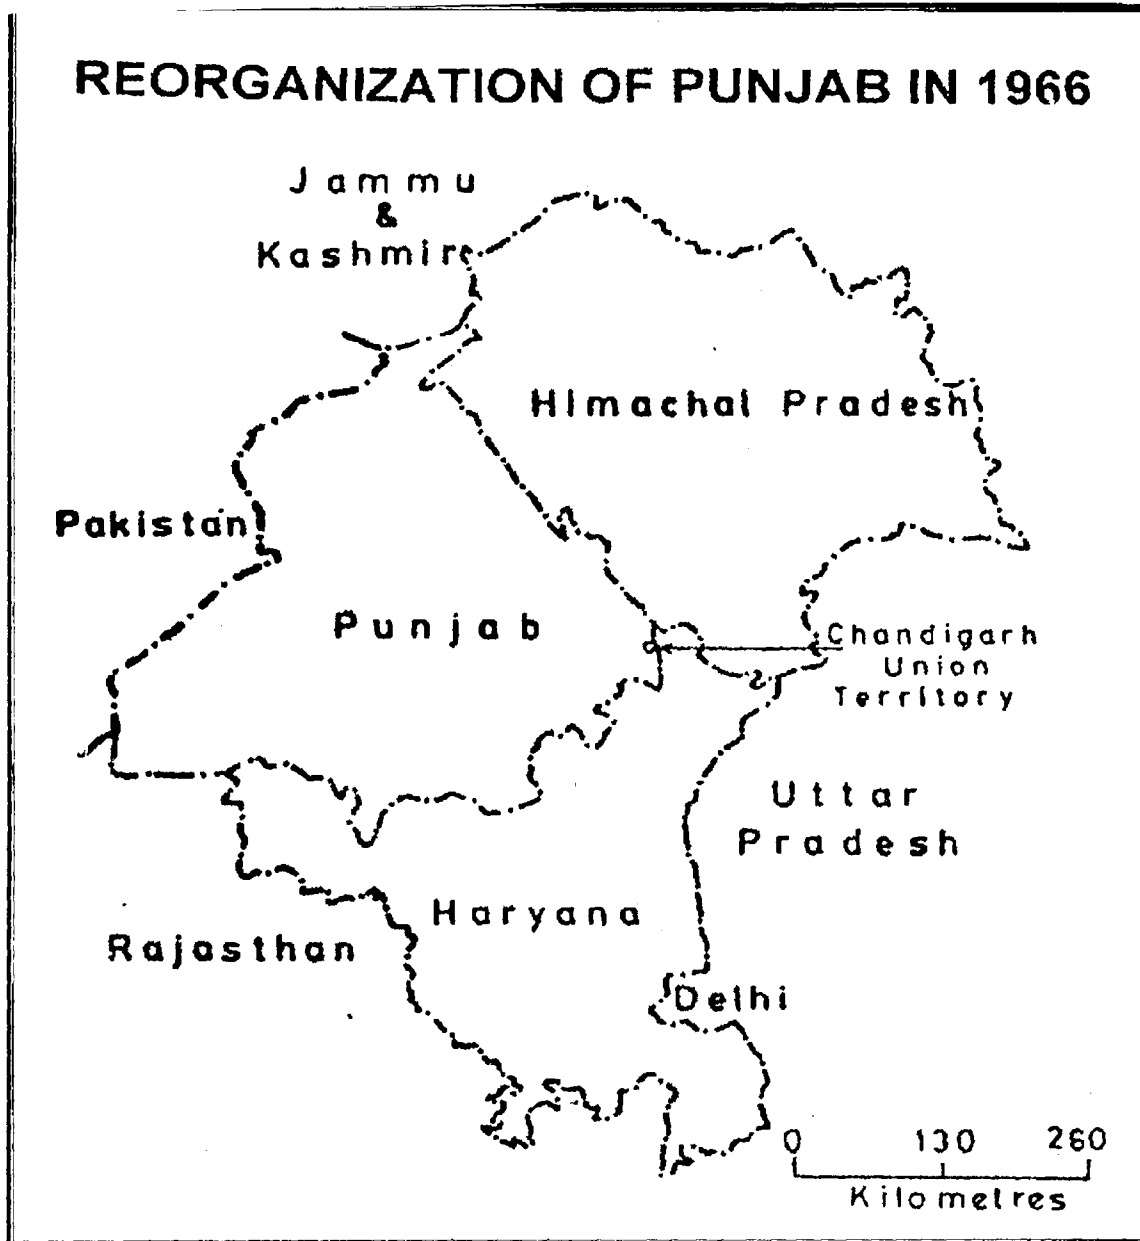 REORGANIZATION OF PUNJAB IN 1966
Jammu
&
Kashmir
Himachal Pradesh
Pakistan
Punjab
Chandigarh
Union
Territory
Uttar
Pradesh
Haryana
Rajasthan
Delhi
0 130 260
Kilometres